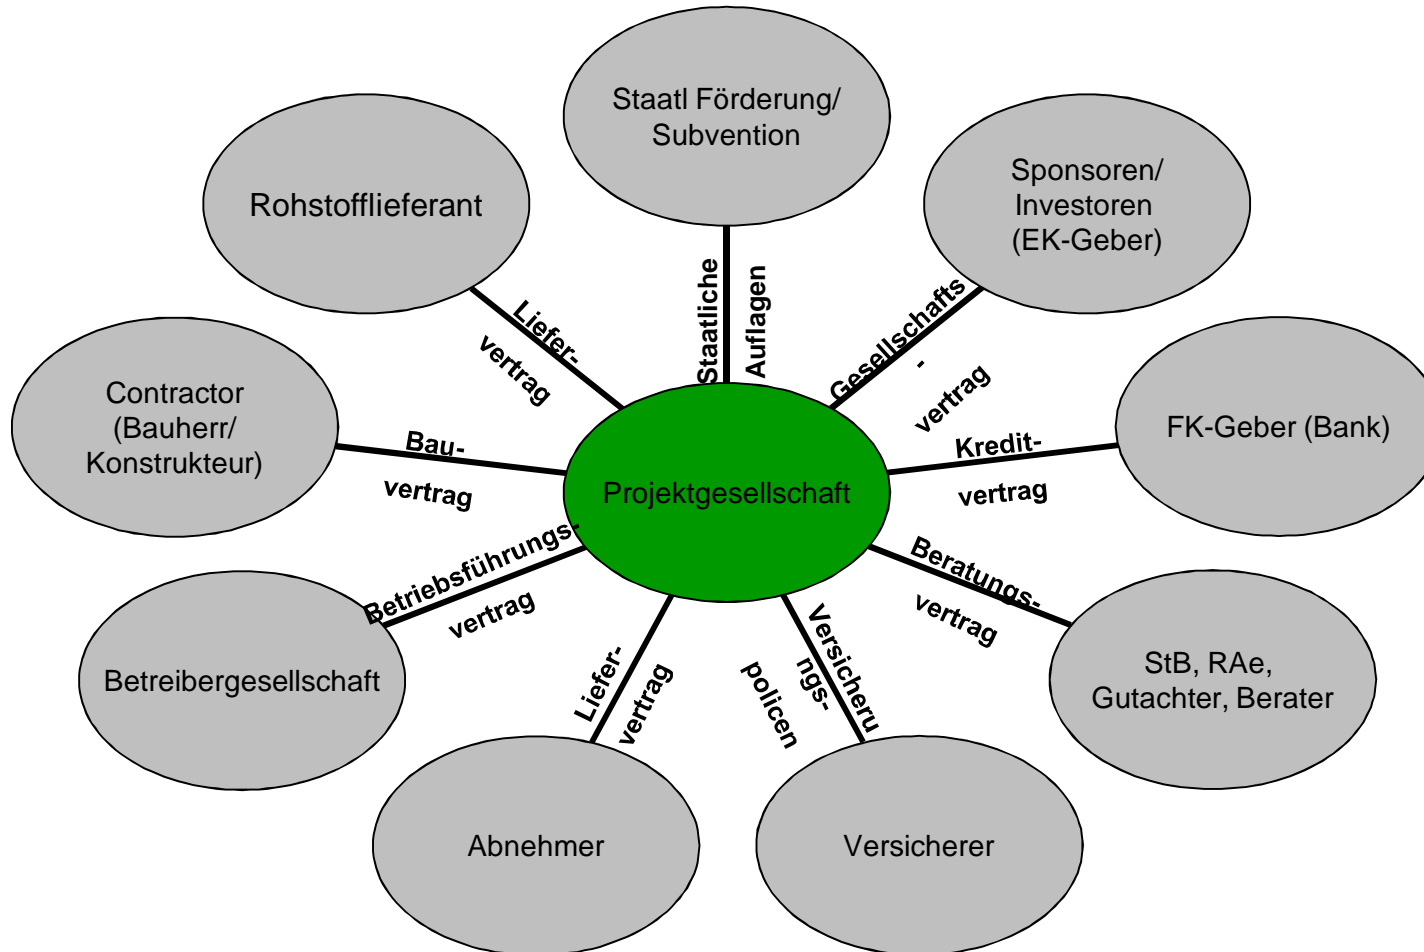 Staatl Förderung/
Subvention
Sponsoren/
Investoren
(EK-Geber)
Rohstofflieferant
Staatliche
Auflagen
Gesellschafts
-
vertrag
Liefer-
vertrag
Contractor
(Bauherr/
Konstrukteur)
Bau-
vertrag
Kredit-
vertrag
FK-Geber (Bank)
Projektgesellschaft
Betriebsführungs-
vertrag
Beratungs-
vertrag
Betreibergesellschaft
Liefer-
vertrag
Versicheru
ngs-
policen
StB, RAe,
Gutachter, Berater
Abnehmer
Versicherer